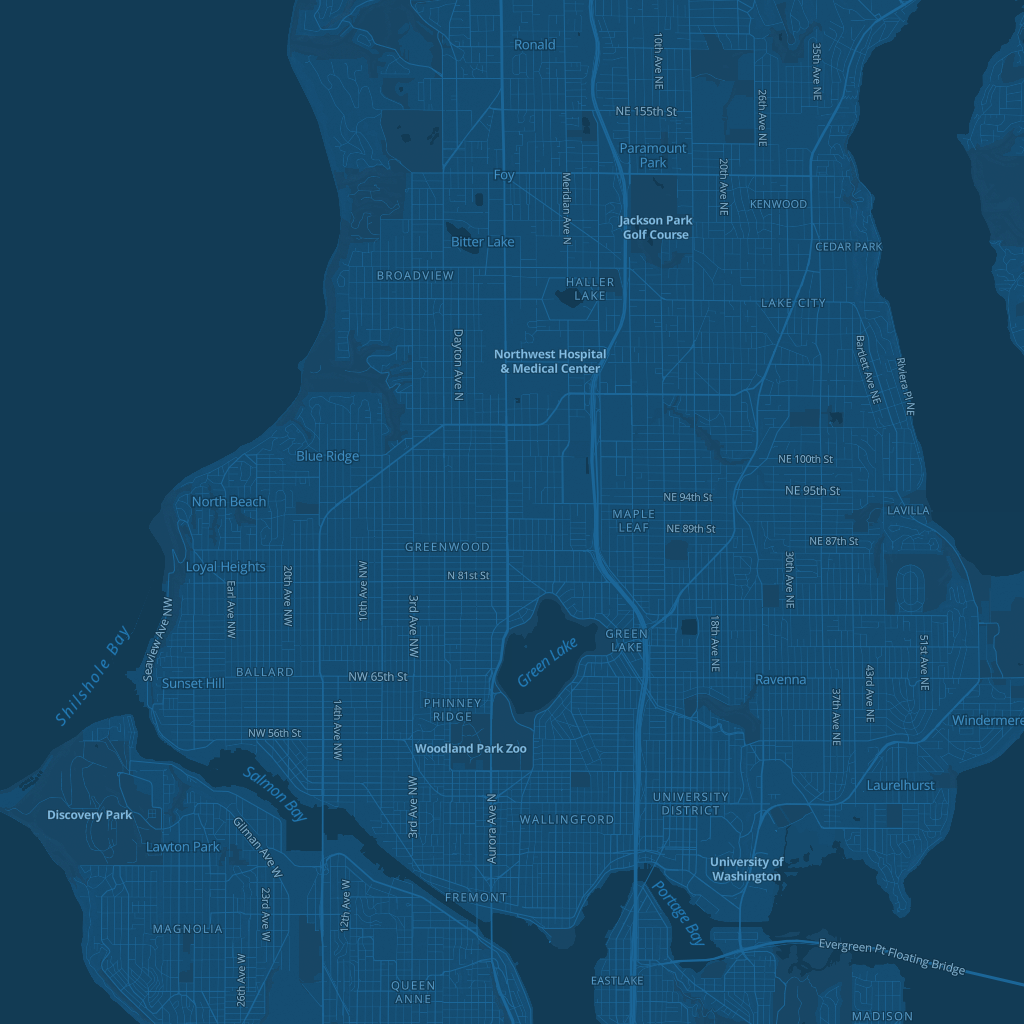 Ronald
10th Ave NE
35th Ave NE
26th Ave NE
NE 155th St
Paramount
Park
Foy
Meridian Ave N
20th Ave NE
KENWOOD
Jackson Park
Golf Course
Bitter Lake
CEDAR PARK
BROADVIEW
HALLER
LAKE
LAKE CITY
Dayton Ave N
Northwest Hospital
& Medical Center
Bartlett Ave NE
Riviera Pl NE
Blue Ridge
NE 100th St
North Beach
NE 94th St
NE 95th St
MAPLE
LEAF
NE 89th St
LAVILLA
GREENWOOD
NE 87th St
Loyal Heights
N 81st St
Earl Ave NW
20th Ave NW
10th Ave NW
3rd Ave NW
30th Ave NE
Seaview Ave NW
Shilshole Bay
Green Lake
GREEN
LAKE
18th Ave NE
51st Ave NE
BALLARD
Sunset Hill
NW 65th St
Ravenna
43rd Ave NE
37th Ave NE
PHINNEY
RIDGE
14th Ave NW
NW 56th St
Windermere
Woodland Park Zoo
Salmon Bay
Laurelhurst
3rd Ave NW
Aurora Ave N
UNIVERSITY
DISTRICT
Discovery Park
WALLINGFORD
Gilman Ave W
Lawton Park
University of
Washington
FREMONT
Portage Bay
23rd Ave W
12th Ave W
MAGNOLIA
Evergreen Pt Floating Bridge
26th Ave W
QUEEN
ANNE
EASTLAKE
MADISON